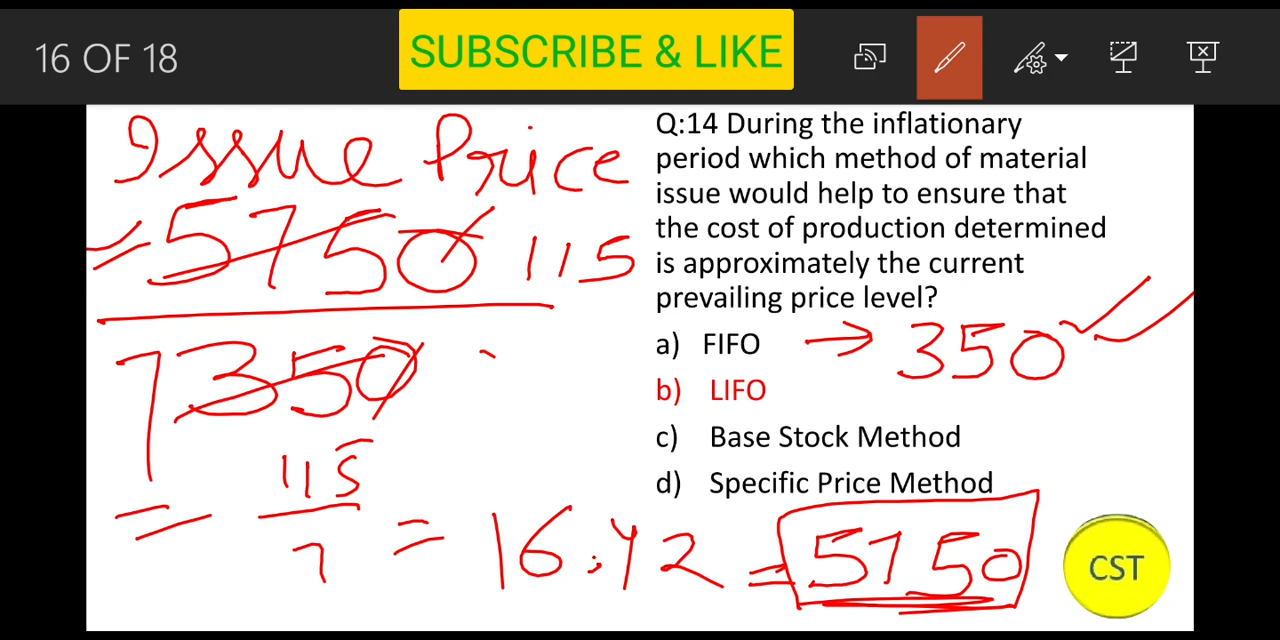 16 OF 18
SUBSCRIBE & LIKE
Issue Price
= 5750 115
7 350
= 115
7
= 16.42 = 5750
Q:14 During the inflationary
period which method of material
issue would help to ensure that
the cost of production determined
is approximately the current
prevailing price level?
a) FIFO → 350
b) LIFO
c) Base Stock Method
d) Specific Price Method
CST